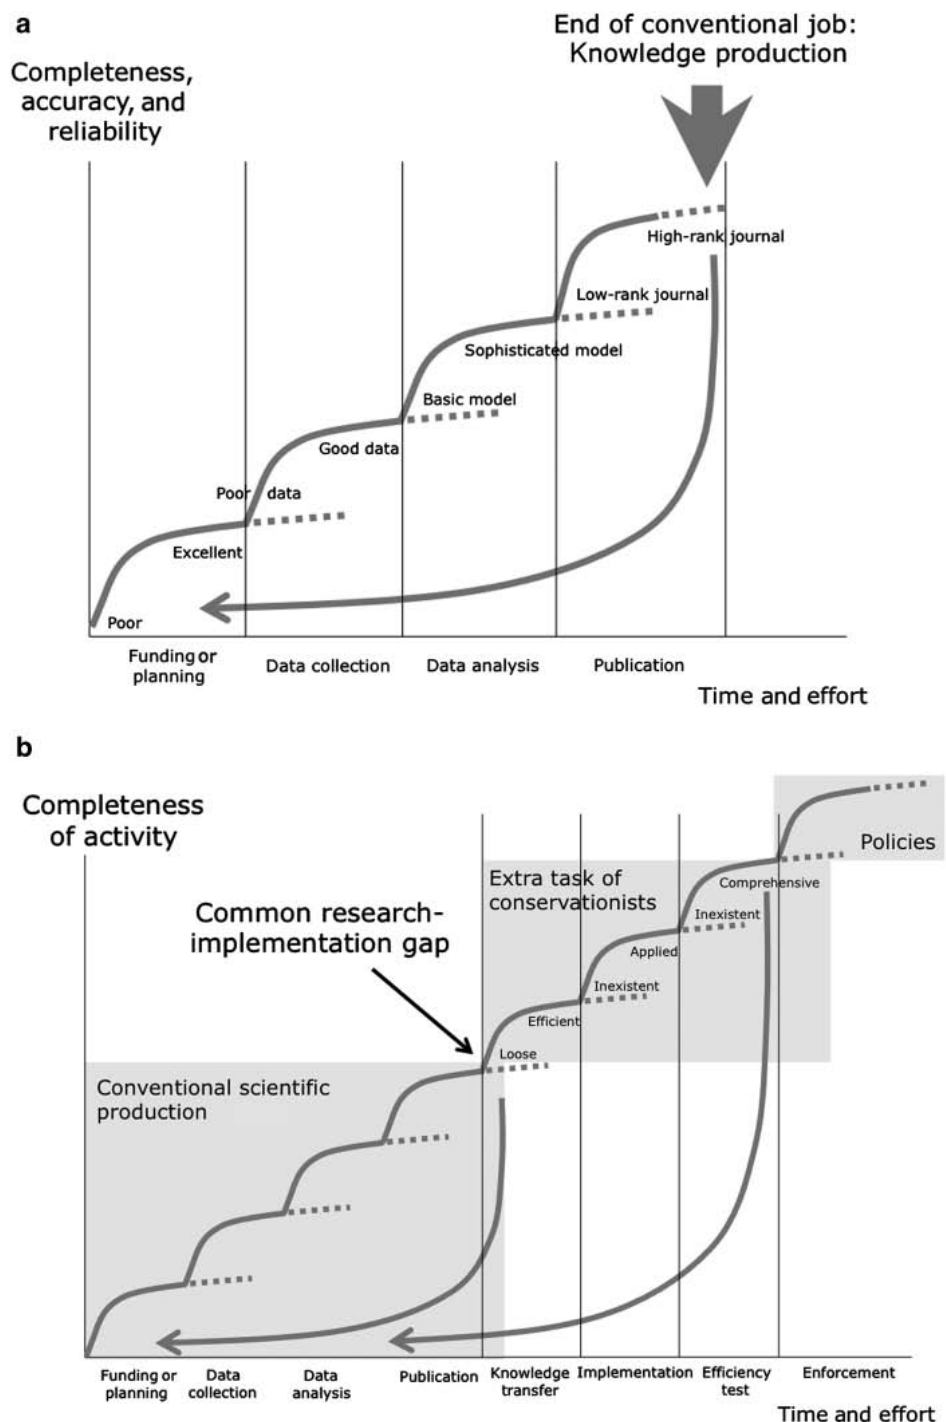 a
End of conventional job:
Knowledge production
Completeness,
accuracy, and
reliability
High-rank journal
Low-rank journal
Sophisticated model
Basic model
Good data
Poor data
Excellent
Poor
Funding or
planning
Data collection
Data analysis
Publication
Time and effort
b
Completeness
of activity
Policies
Extra task of
conservationists
Comprehensive
Common research-
implementation gap
Inexistent
Applied
Inexistent
Efficient
Loose
Conventional scientific
production
Funding or
planning
Data
collection
Data
analysis
Publication
Knowledge
transfer
Implementation
Efficiency
test
Enforcement
Time and effort